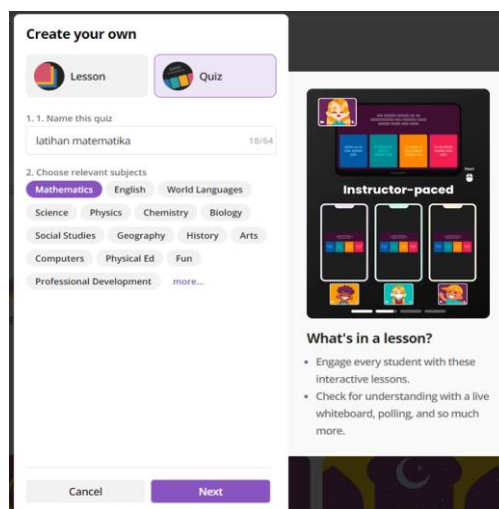 Create your own
Lesson
Quiz
1. 1. Name this quiz
latihan matematika 18/64
2. Choose relevant subjects
Mathematics English World Languages
Science Physics Chemistry Biology
Social Studies Geography History Arts
Computers Physical Ed Fun
Professional Development more...
Cancel Next
Instructor-paced
What's in a lesson?
• Engage every student with these
interactive lessons.
• Check for understanding with a live
whiteboard, polling, and so much
more.